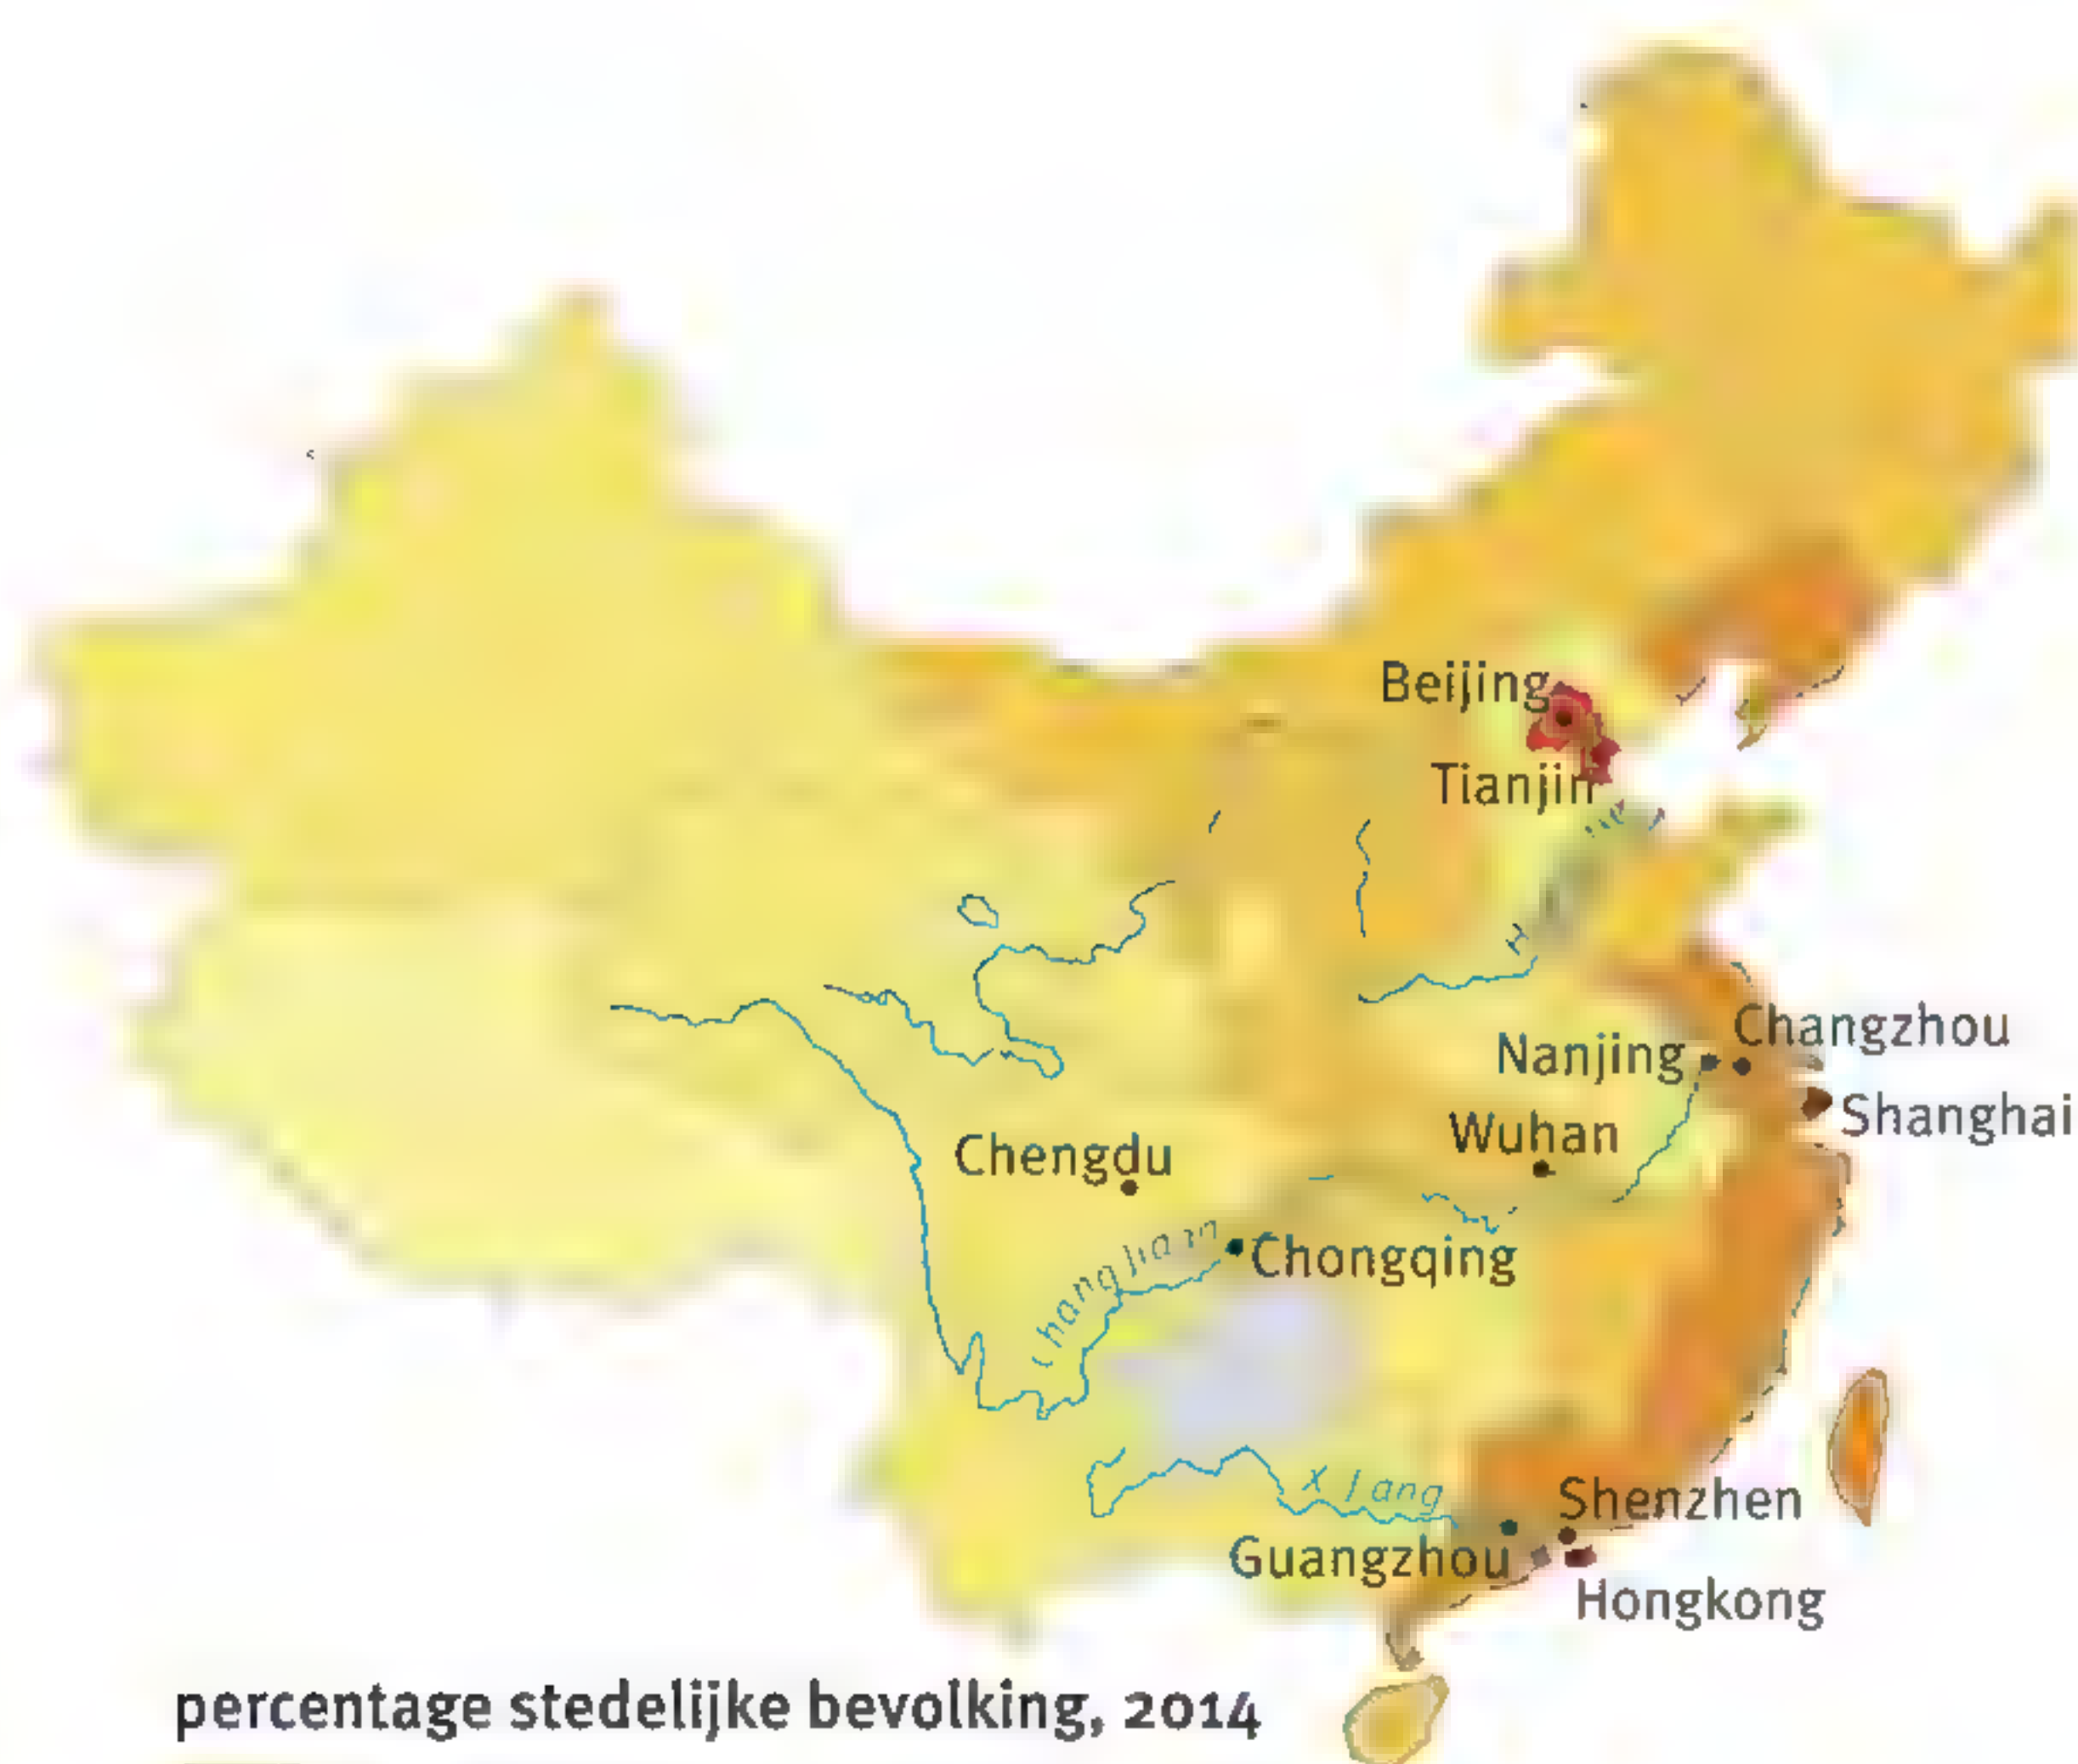 Beijing
Tianjin
Changzhou
Nanjing
Shanghai
Wuhan
Chengdu
Chongqing
Shenzhen
Guangzhou
Hongkong
percentage stedelijke bevolking, 2014